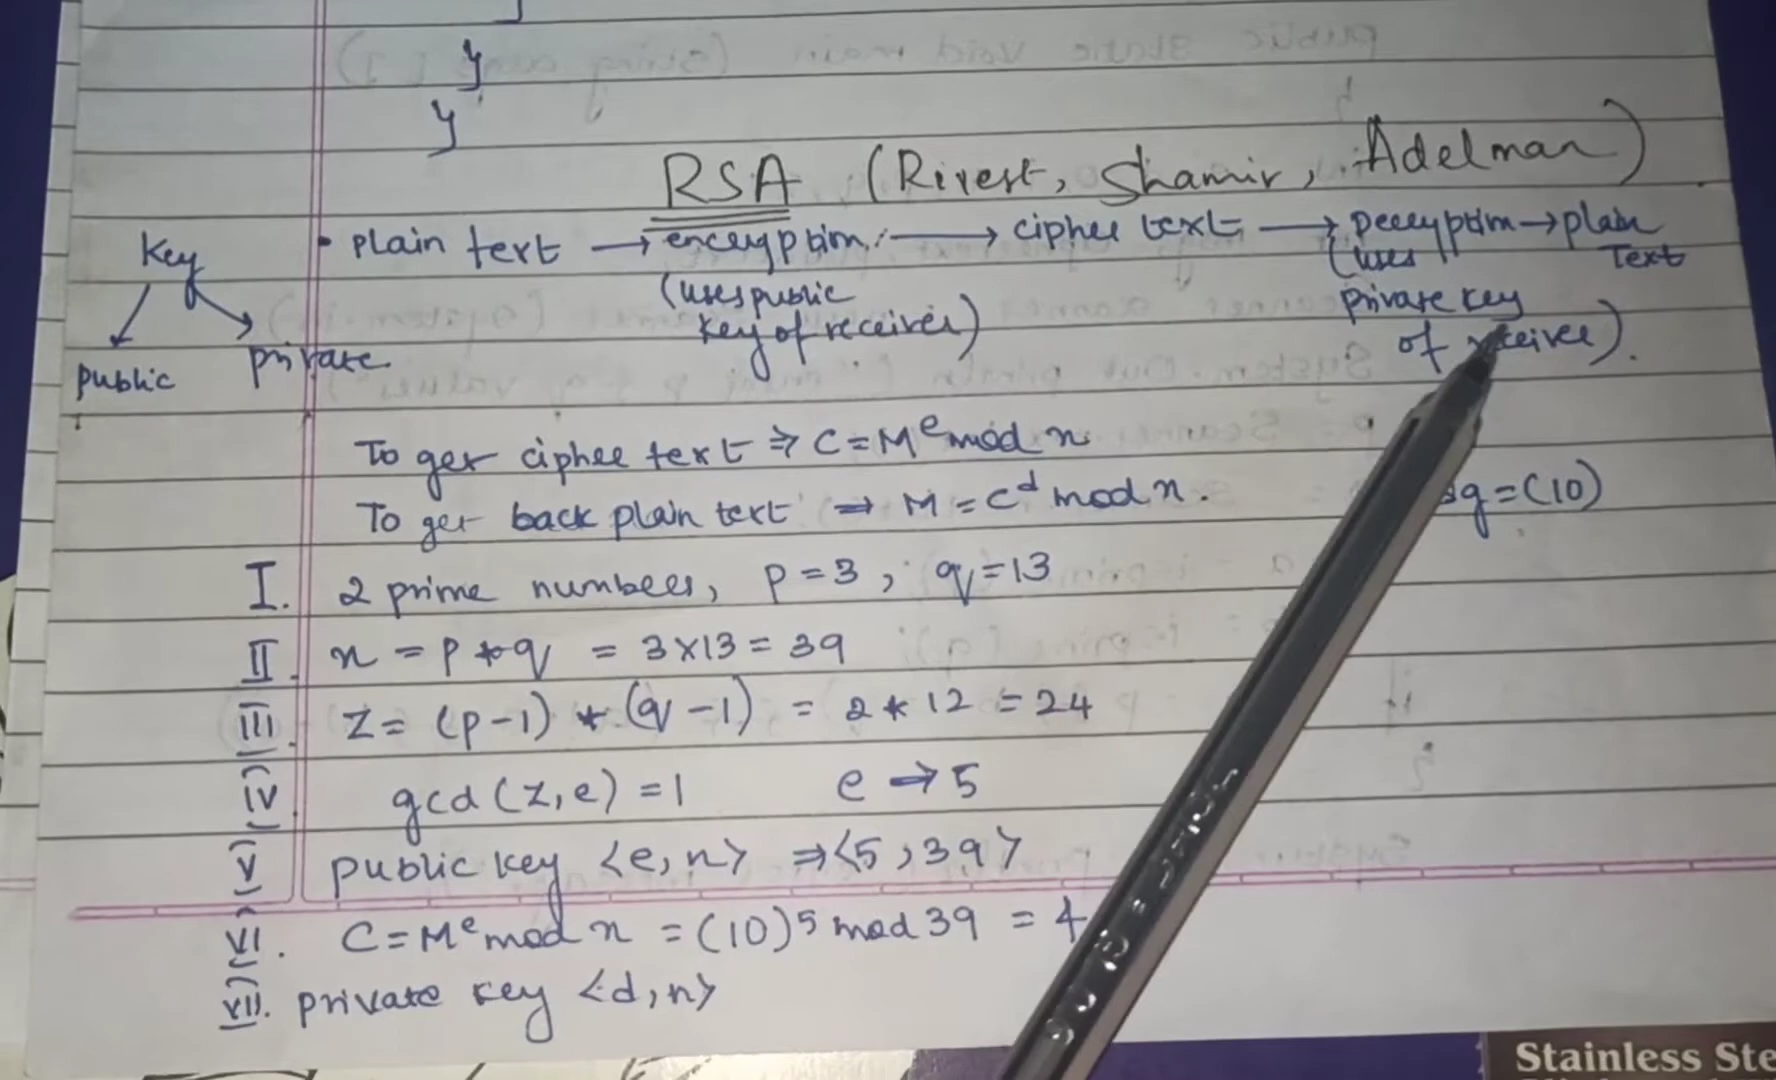 }
}
RSA (Rivest, Shamir, Adelman)
Key
public
private
• plain text → encryption → cipher text → Decryption → plain Text
(uses public key of receiver)
(uses private key of receiver).
To get cipher text ⇒ C = M^e mod n
To get back plain text ⇒ M = C^d mod n.
g = (10)
I. 2 prime numbers, p = 3, q = 13
II. n = p * q = 3 × 13 = 39
III. Z = (p-1) * (q-1) = 2 * 12 = 24
IV gcd (Z, e) = 1 e → 5
V public key <e, n> ⇒ <5, 39>
VI. C = M^e mod n = (10)^5 mod 39 = 4
VII. private key <d, n>
Stainless Ste